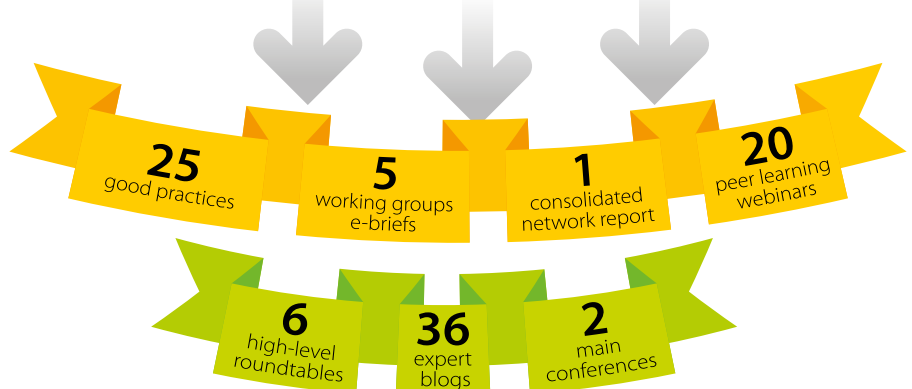 25
good practices
5
working groups
e-briefs
1
consolidated
network report
20
peer learning
webinars
6
high-level
roundtables
36
expert
blogs
2
main
conferences